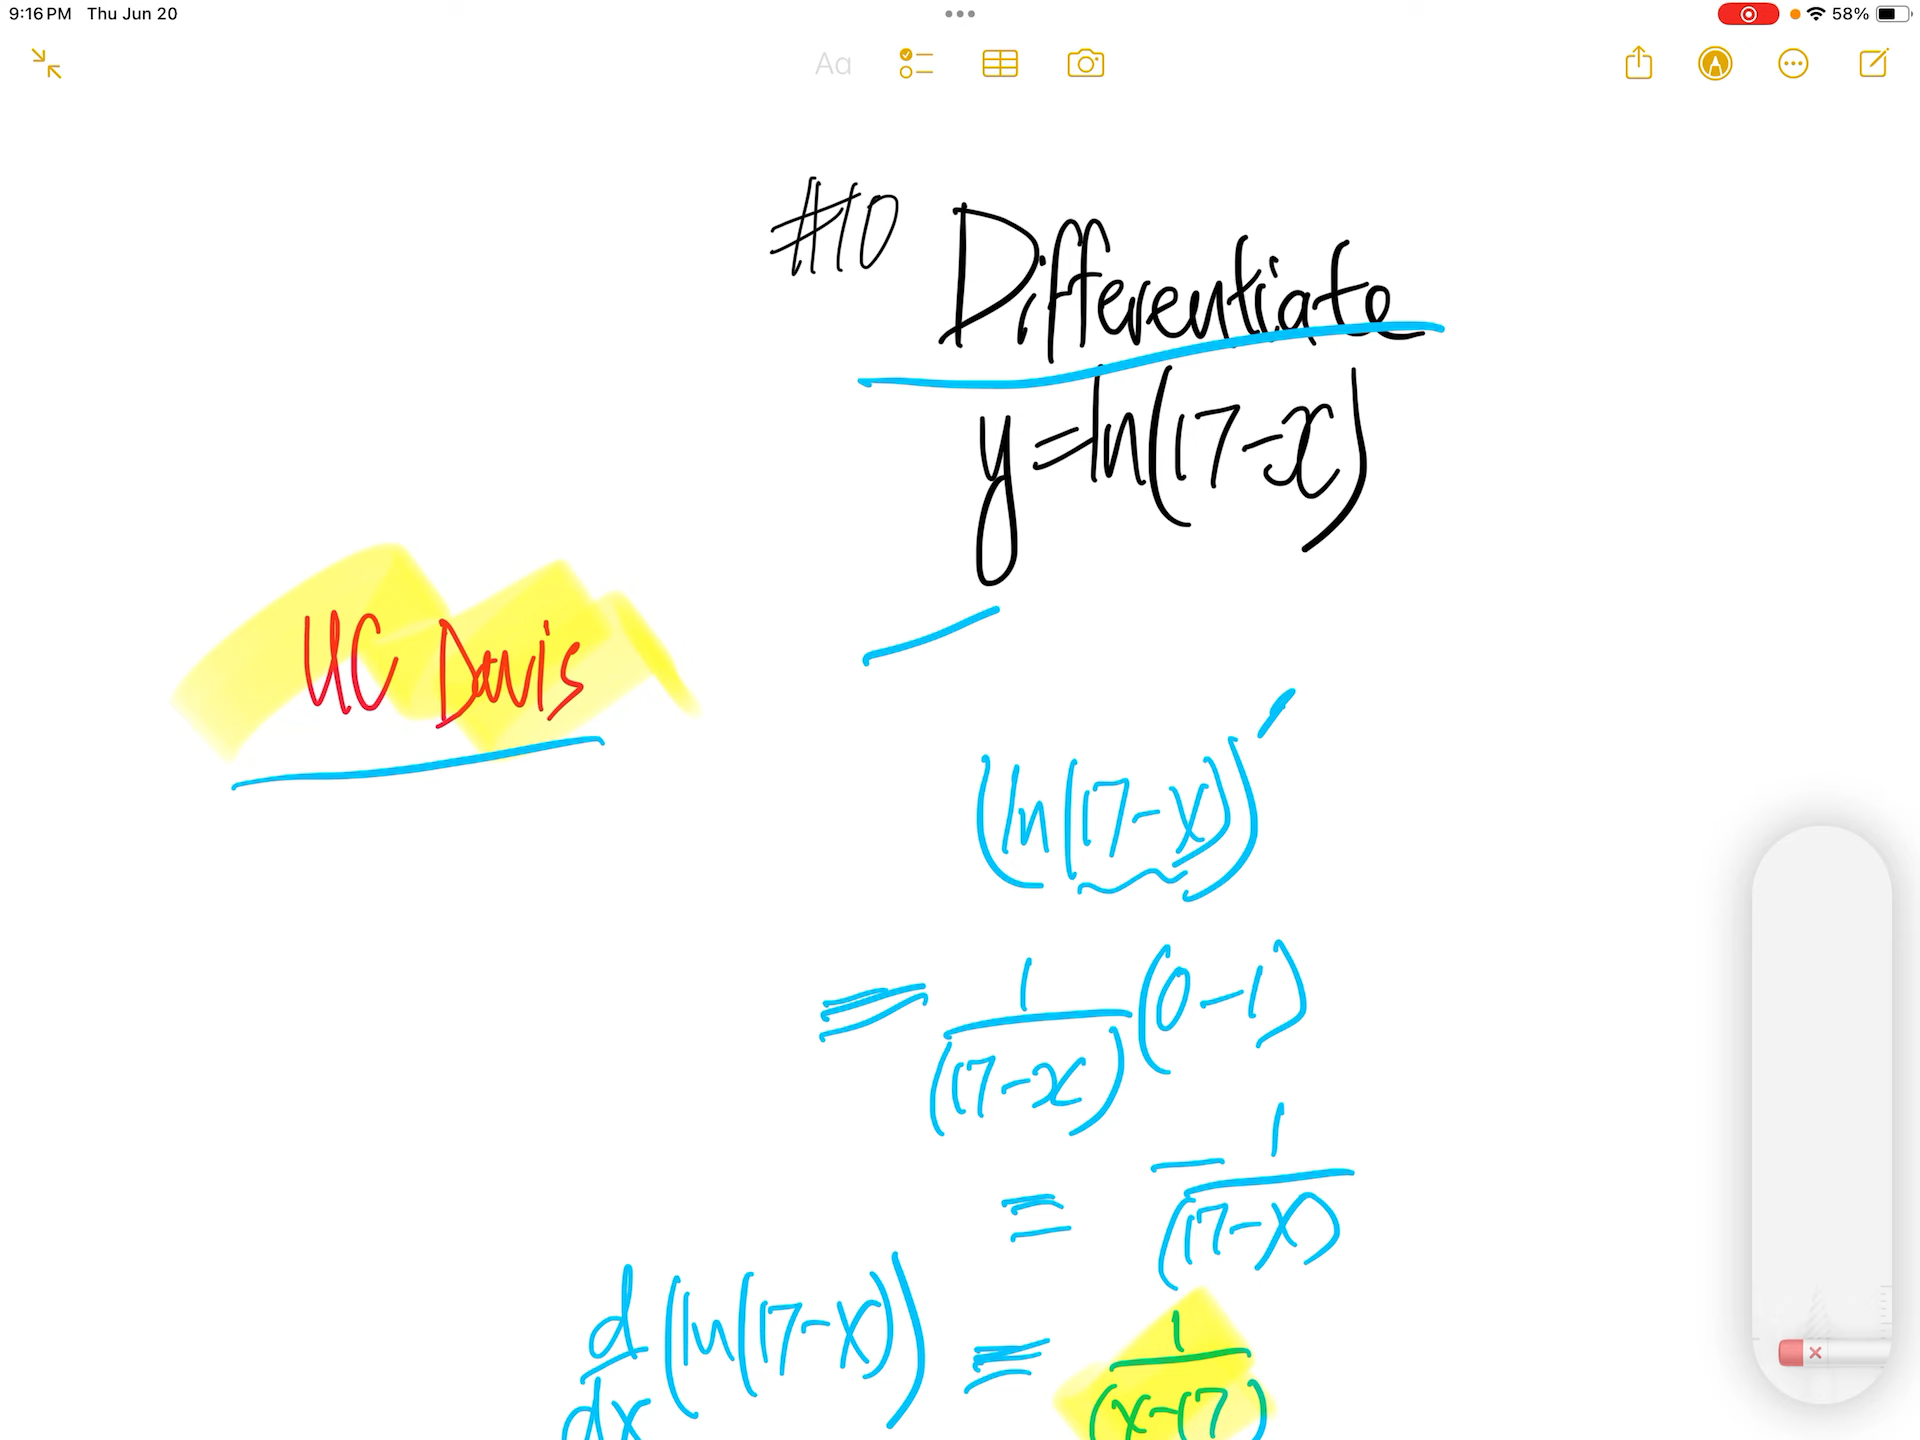 9:16 PM Thu Jun 20
58%
Aa
#10 Differentiate
y=ln(17-x)
UC Davis
(ln(17-x))'
= 1/(17-x) (0-1)
= -1/(17-x)
d/dx (ln(17-x)) = 1/(x-17)